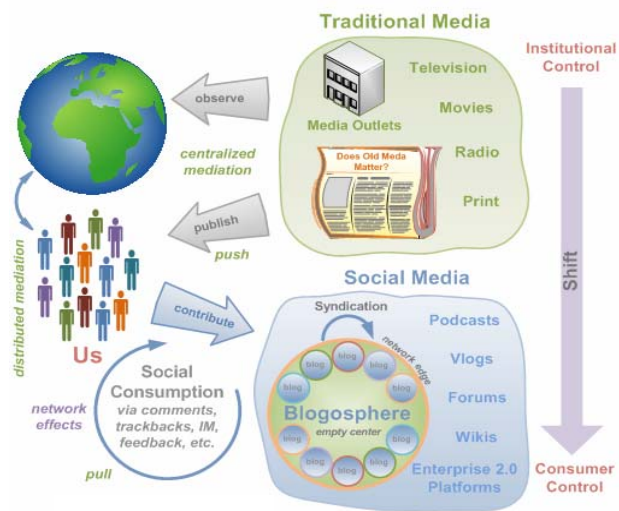 Traditional Media
Institutional
Control
Television
Movies
Radio
Print
Media Outlets
Does Old Meda
Matter?
observe
centralized
mediation
publish
push
distributed mediation
Us
contribute
Social Media
Syndication
network edge
Podcasts
Vlogs
Forums
Wikis
Enterprise 2.0
Platforms
blog
blog
blog
blog
blog
blog
blog
blog
blog
blog
Blogosphere
empty center
Social
Consumption
via comments,
trackbacks, IM,
feedback, etc.
network
effects
pull
Shift
Consumer
Control